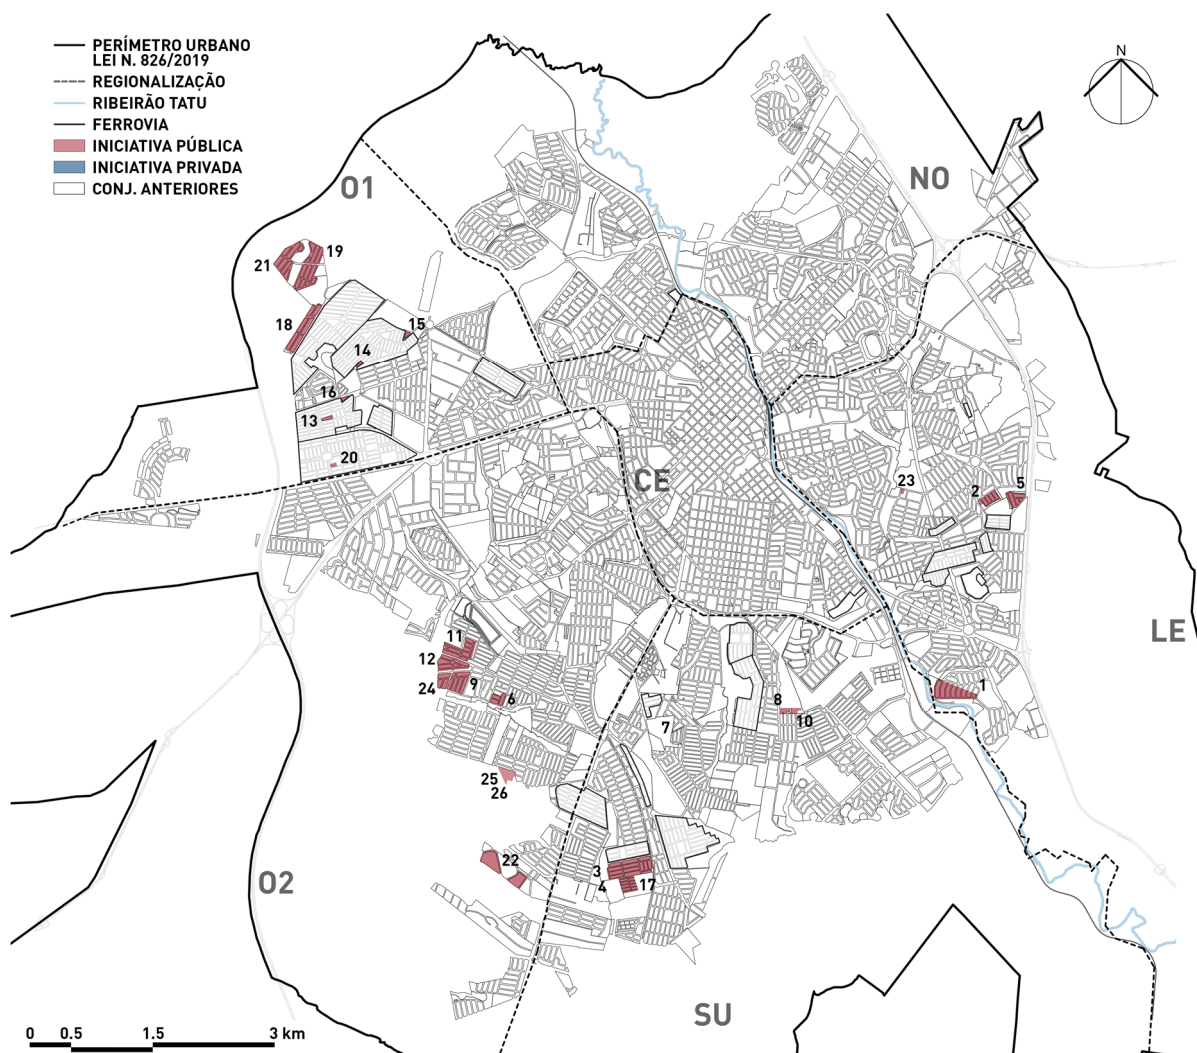 PERÍMETRO URBANO
LEI N. 826/2019
REGIONALIZAÇÃO
RIBEIRÃO TATU
FERROVIA
INICIATIVA PÚBLICA
INICIATIVA PRIVADA
CONJ. ANTERIORES
N
O1
NO
19
21
18
15
14
16
13
20
CE
23
2
5
11
12
24
9
6
LE
1
8
10
7
25
26
22
3
4
17
O2
SU
0 0.5 1.5 3 km